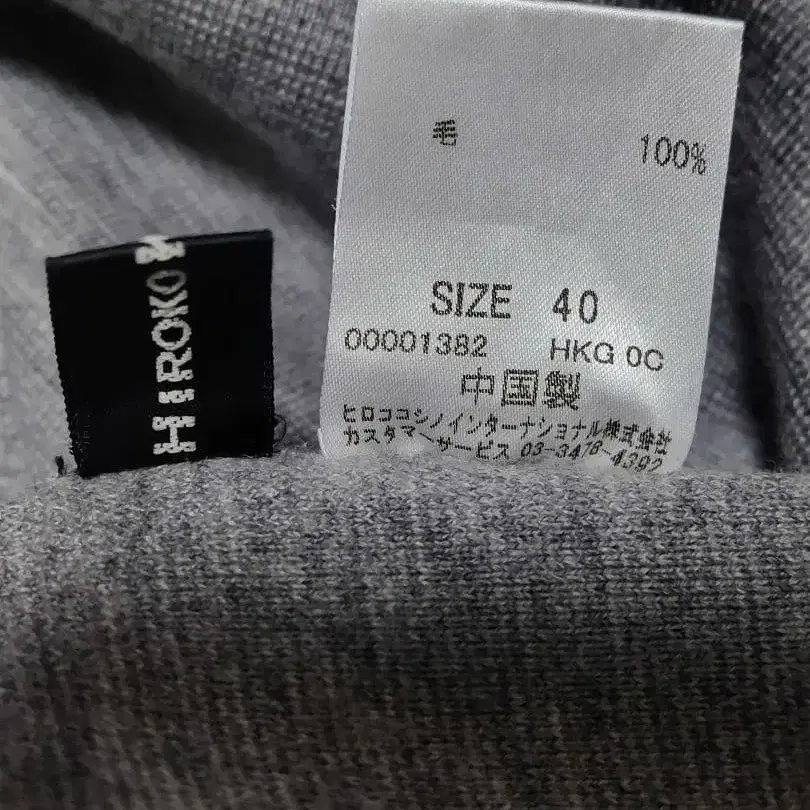 HIROKO
毛 100%
SIZE 40
00001382 HKG 0C
中国製
ヒロココシノインターナショナル株式会社
カスタマーサービス 03-3478-4392